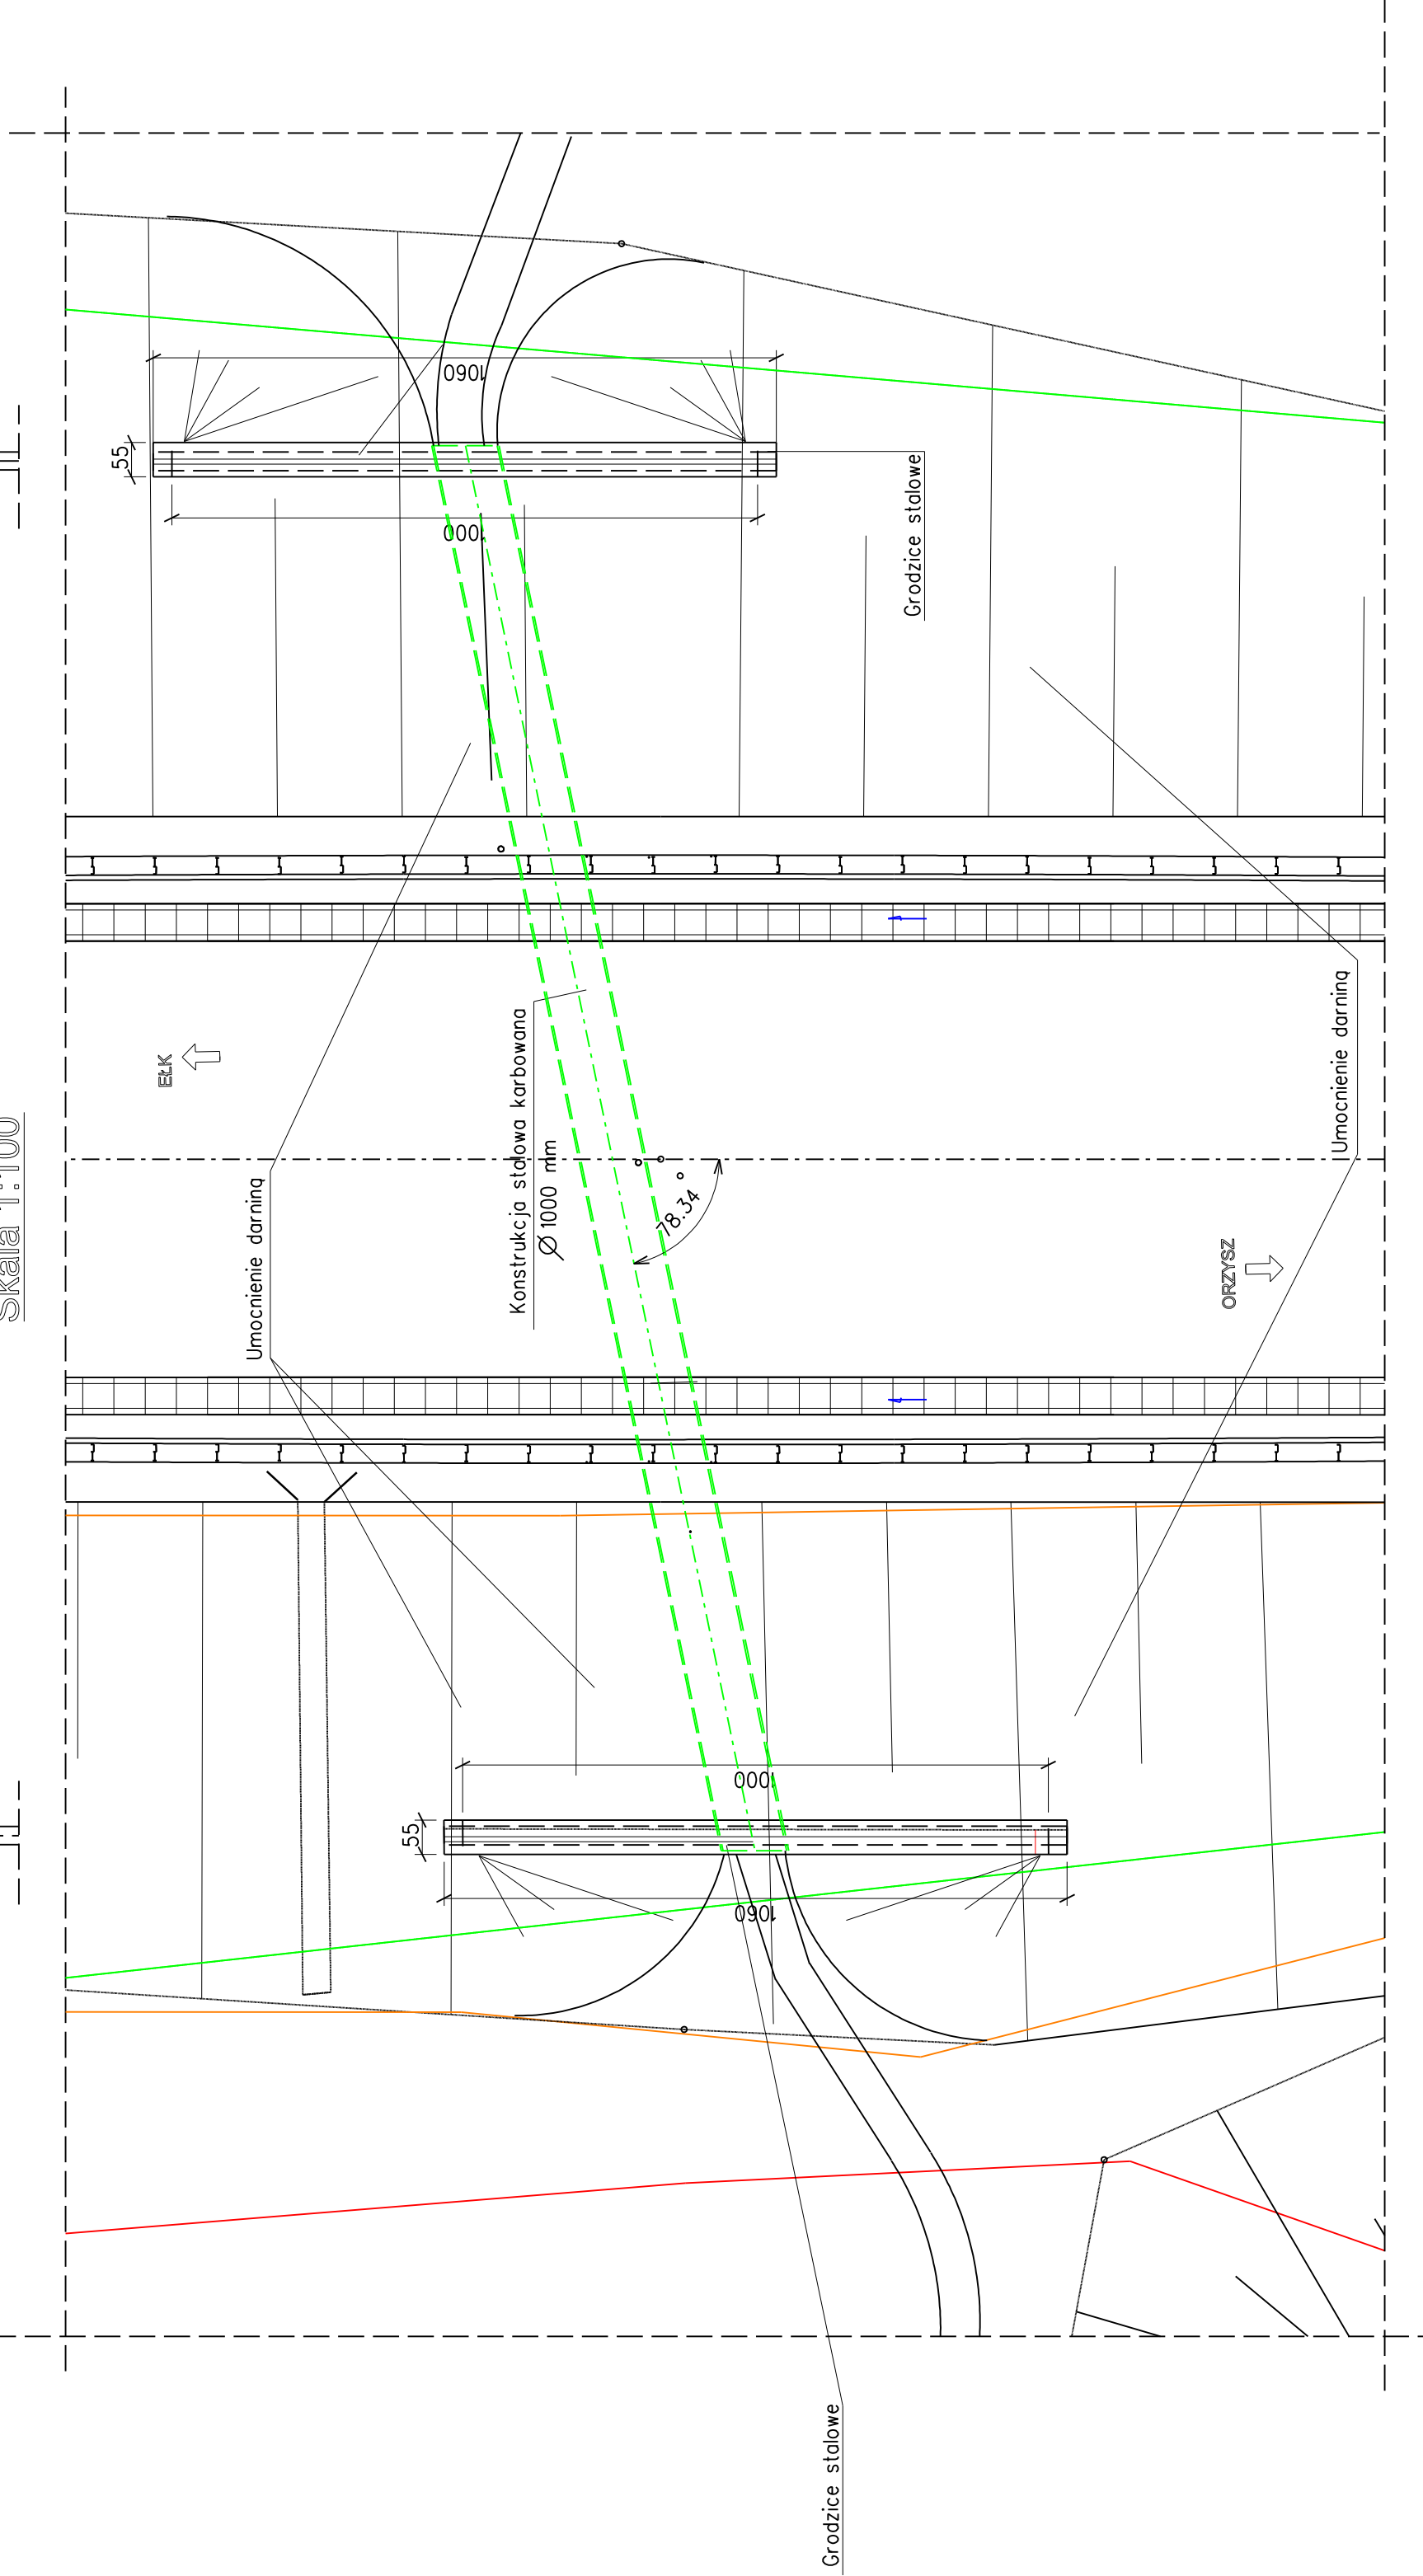 Skala 1:100
1060
55
1000
Grodzice stalowe
EŁK
Umocnienie darniną
Konstrukcja stalowa karbowana
Ø 1000 mm
78.34
Umocnienie darniną
ORZYSZ
1000
55
1060
Grodzice stalowe